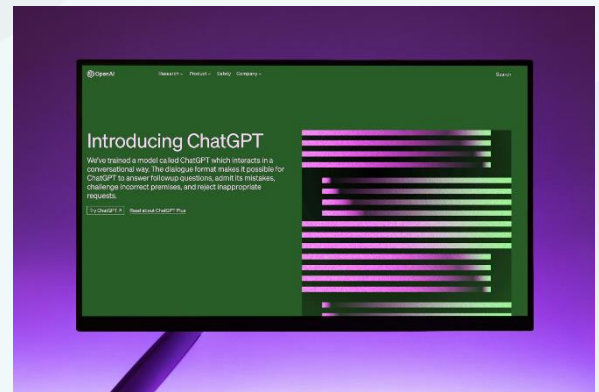 OpenAI
Research Product Safety Company
Search
Introducing ChatGPT
We've trained a model called ChatGPT which interacts in a
conversational way. The dialogue format makes it possible for
ChatGPT to answer followup questions, admit its mistakes,
challenge incorrect premises, and reject inappropriate
requests.
Try ChatGPT ↗ Read about ChatGPT Plus